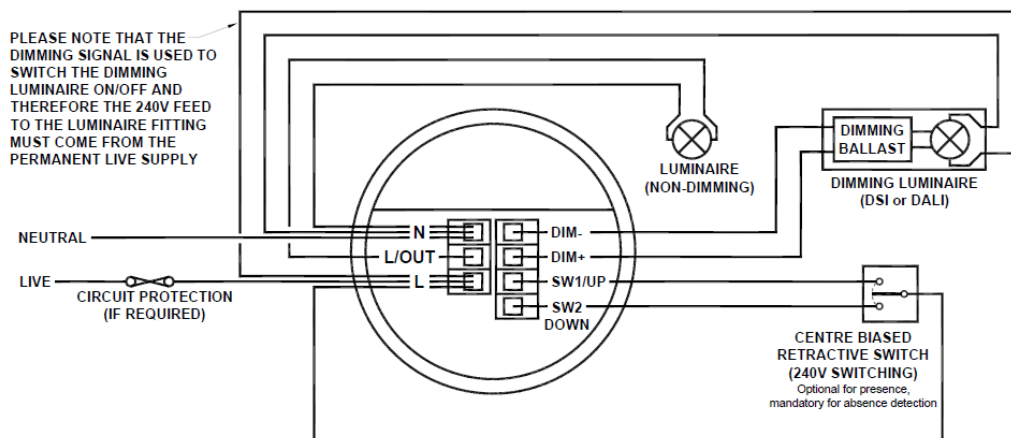 PLEASE NOTE THAT THE
DIMMING SIGNAL IS USED TO
SWITCH THE DIMMING
LUMINAIRE ON/OFF AND
THEREFORE THE 240V FEED
TO THE LUMINAIRE FITTING
MUST COME FROM THE
PERMANENT LIVE SUPPLY
LUMINAIRE
(NON-DIMMING)
DIMMING
BALLAST
DIMMING LUMINAIRE
(DSI or DALI)
NEUTRAL
LIVE
CIRCUIT PROTECTION
(IF REQUIRED)
N
L/OUT
L
DIM-
DIM+
SW1/UP
SW2
DOWN
CENTRE BIASED
RETRACTIVE SWITCH
(240V SWITCHING)
Optional for presence,
mandatory for absence detection